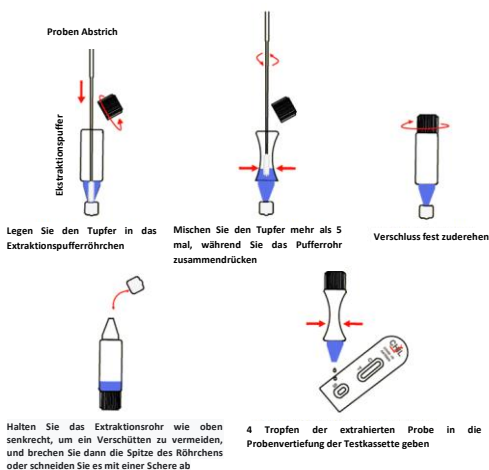 Proben Abstrich
Ekstraktionspuffer
Legen Sie den Tupfer in das
Extraktionspufferröhrchen
Mischen Sie den Tupfer mehr als 5
mal, während Sie das Pufferrohr
zusammendrücken
Verschluss fest zuderehen
Halten Sie das Extraktionsrohr wie oben
senkrecht, um ein Verschütten zu vermeiden,
und brechen Sie dann die Spitze des Röhrchens
oder schneiden Sie es mit einer Schere ab
4 Tropfen der extrahierten Probe in die
Probenvertiefung der Testkassette geben